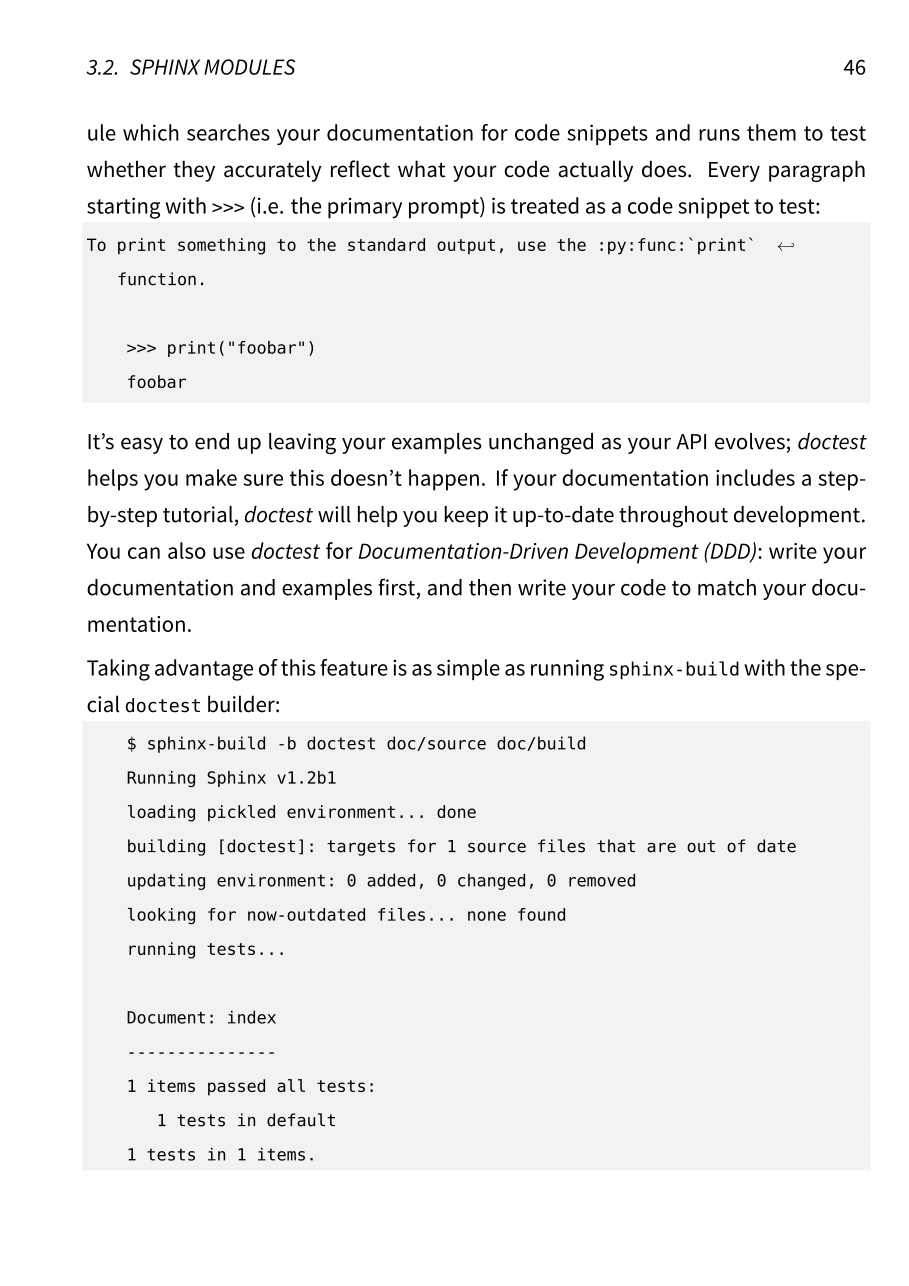 3.2. SPHINX MODULES 46
ule which searches your documentation for code snippets and runs them to test
whether they accurately reflect what your code actually does. Every paragraph
starting with >>> (i.e. the primary prompt) is treated as a code snippet to test:
To print something to the standard output, use the :py:func:`print` ↩
function.
>>> print("foobar")
foobar
It’s easy to end up leaving your examples unchanged as your API evolves; doctest
helps you make sure this doesn’t happen. If your documentation includes a step-
by-step tutorial, doctest will help you keep it up-to-date throughout development.
You can also use doctest for Documentation-Driven Development (DDD): write your
documentation and examples first, and then write your code to match your docu-
mentation.
Taking advantage of this feature is as simple as running sphinx-build with the spe-
cial doctest builder:
$ sphinx-build -b doctest doc/source doc/build
Running Sphinx v1.2b1
loading pickled environment... done
building [doctest]: targets for 1 source files that are out of date
updating environment: 0 added, 0 changed, 0 removed
looking for now-outdated files... none found
running tests...
Document: index
---------------
1 items passed all tests:
1 tests in default
1 tests in 1 items.